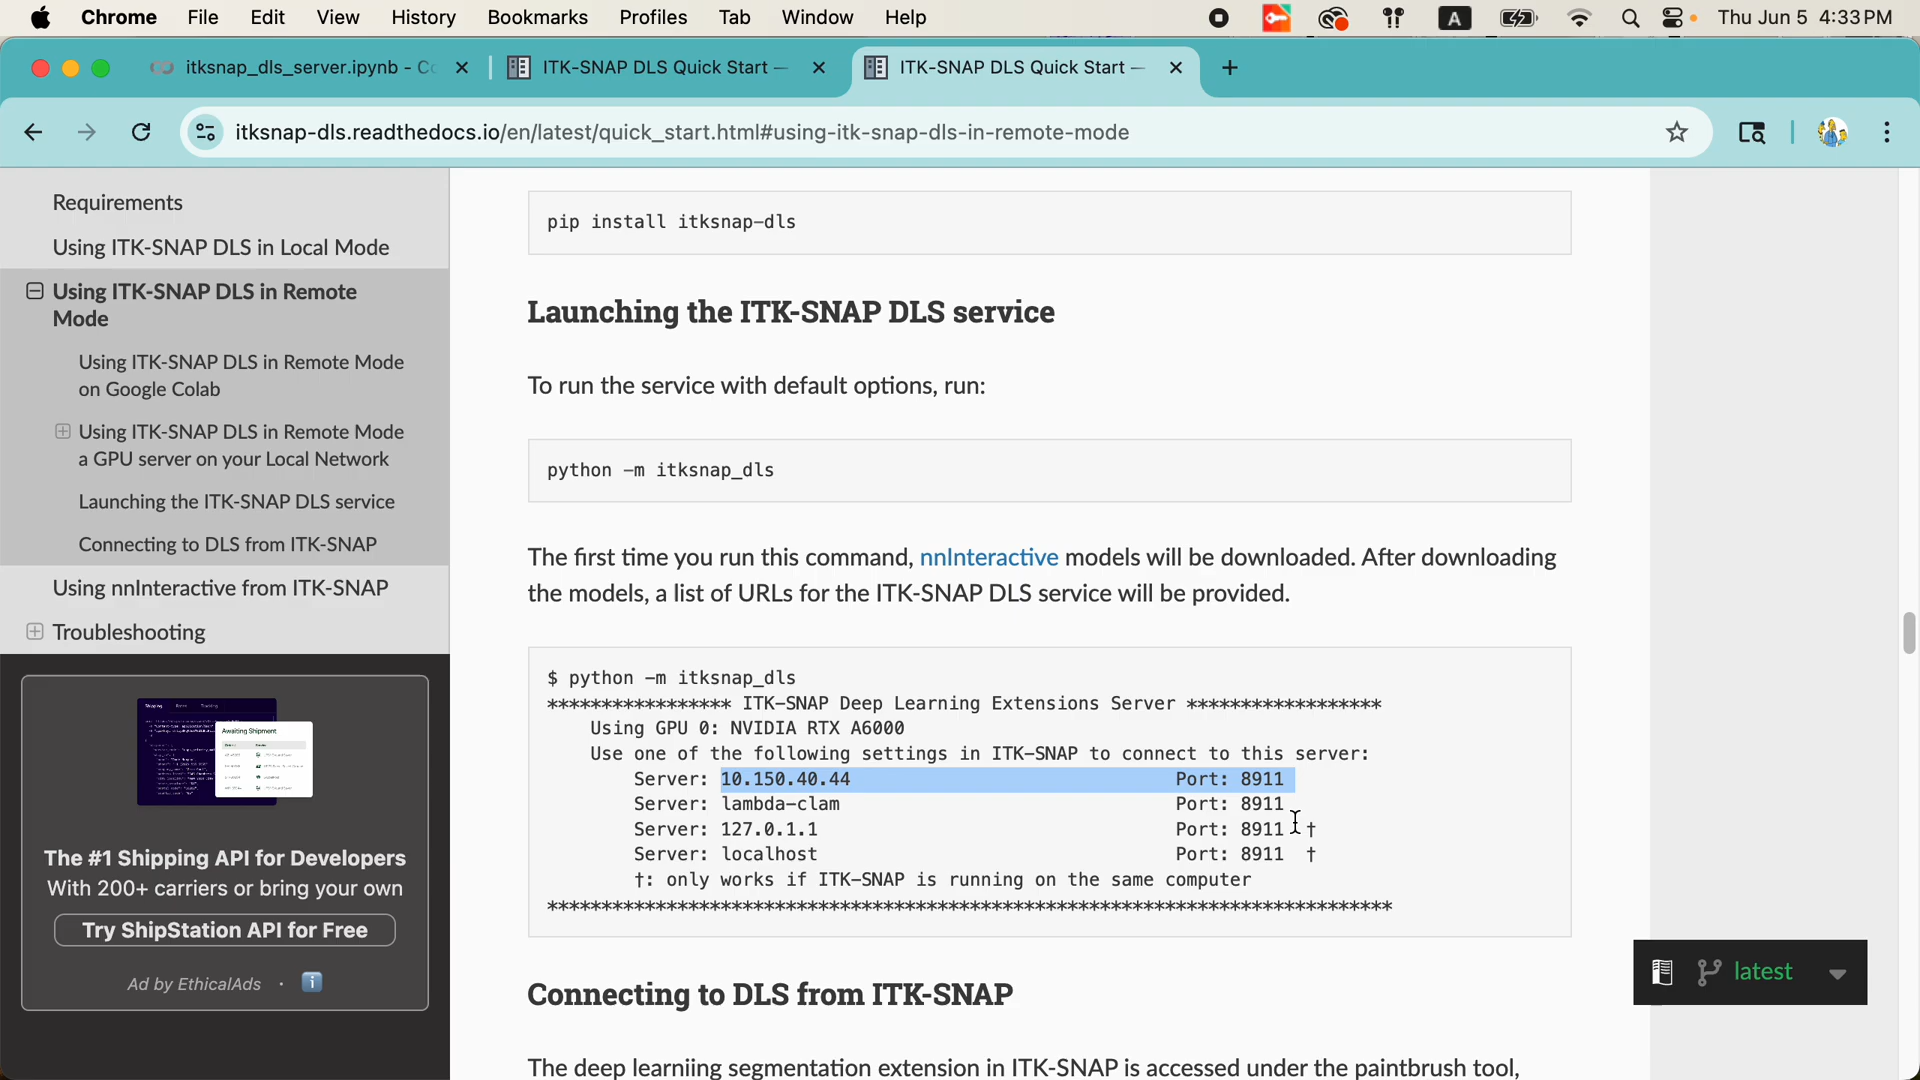 Chrome File Edit View History Bookmarks Profiles Tab Window Help A Thu Jun 5 4:33 PM
itksnap_dls_server.ipynb - Co
ITK-SNAP DLS Quick Start —
ITK-SNAP DLS Quick Start —
itksnap-dls.readthedocs.io/en/latest/quick_start.html#using-itk-snap-dls-in-remote-mode
Requirements
Using ITK-SNAP DLS in Local Mode
Using ITK-SNAP DLS in Remote
Mode
Using ITK-SNAP DLS in Remote Mode
on Google Colab
Using ITK-SNAP DLS in Remote Mode
a GPU server on your Local Network
Launching the ITK-SNAP DLS service
Connecting to DLS from ITK-SNAP
Using nnInteractive from ITK-SNAP
Troubleshooting
Awaiting Shipment
The #1 Shipping API for Developers
With 200+ carriers or bring your own
Try ShipStation API for Free
Ad by EthicalAds ·
pip install itksnap-dls
Launching the ITK-SNAP DLS service
To run the service with default options, run:
python -m itksnap_dls
The first time you run this command, nnInteractive models will be downloaded. After downloading
the models, a list of URLs for the ITK-SNAP DLS service will be provided.
$ python -m itksnap_dls
***************** ITK-SNAP Deep Learning Extensions Server ******************
Using GPU 0: NVIDIA RTX A6000
Use one of the following settings in ITK-SNAP to connect to this server:
Server: 10.150.40.44 Port: 8911
Server: lambda-clam Port: 8911
Server: 127.0.1.1 Port: 8911 †
Server: localhost Port: 8911 †
†: only works if ITK-SNAP is running on the same computer
******************************************************************************
Connecting to DLS from ITK-SNAP
The deep learniing segmentation extension in ITK-SNAP is accessed under the paintbrush tool,
latest